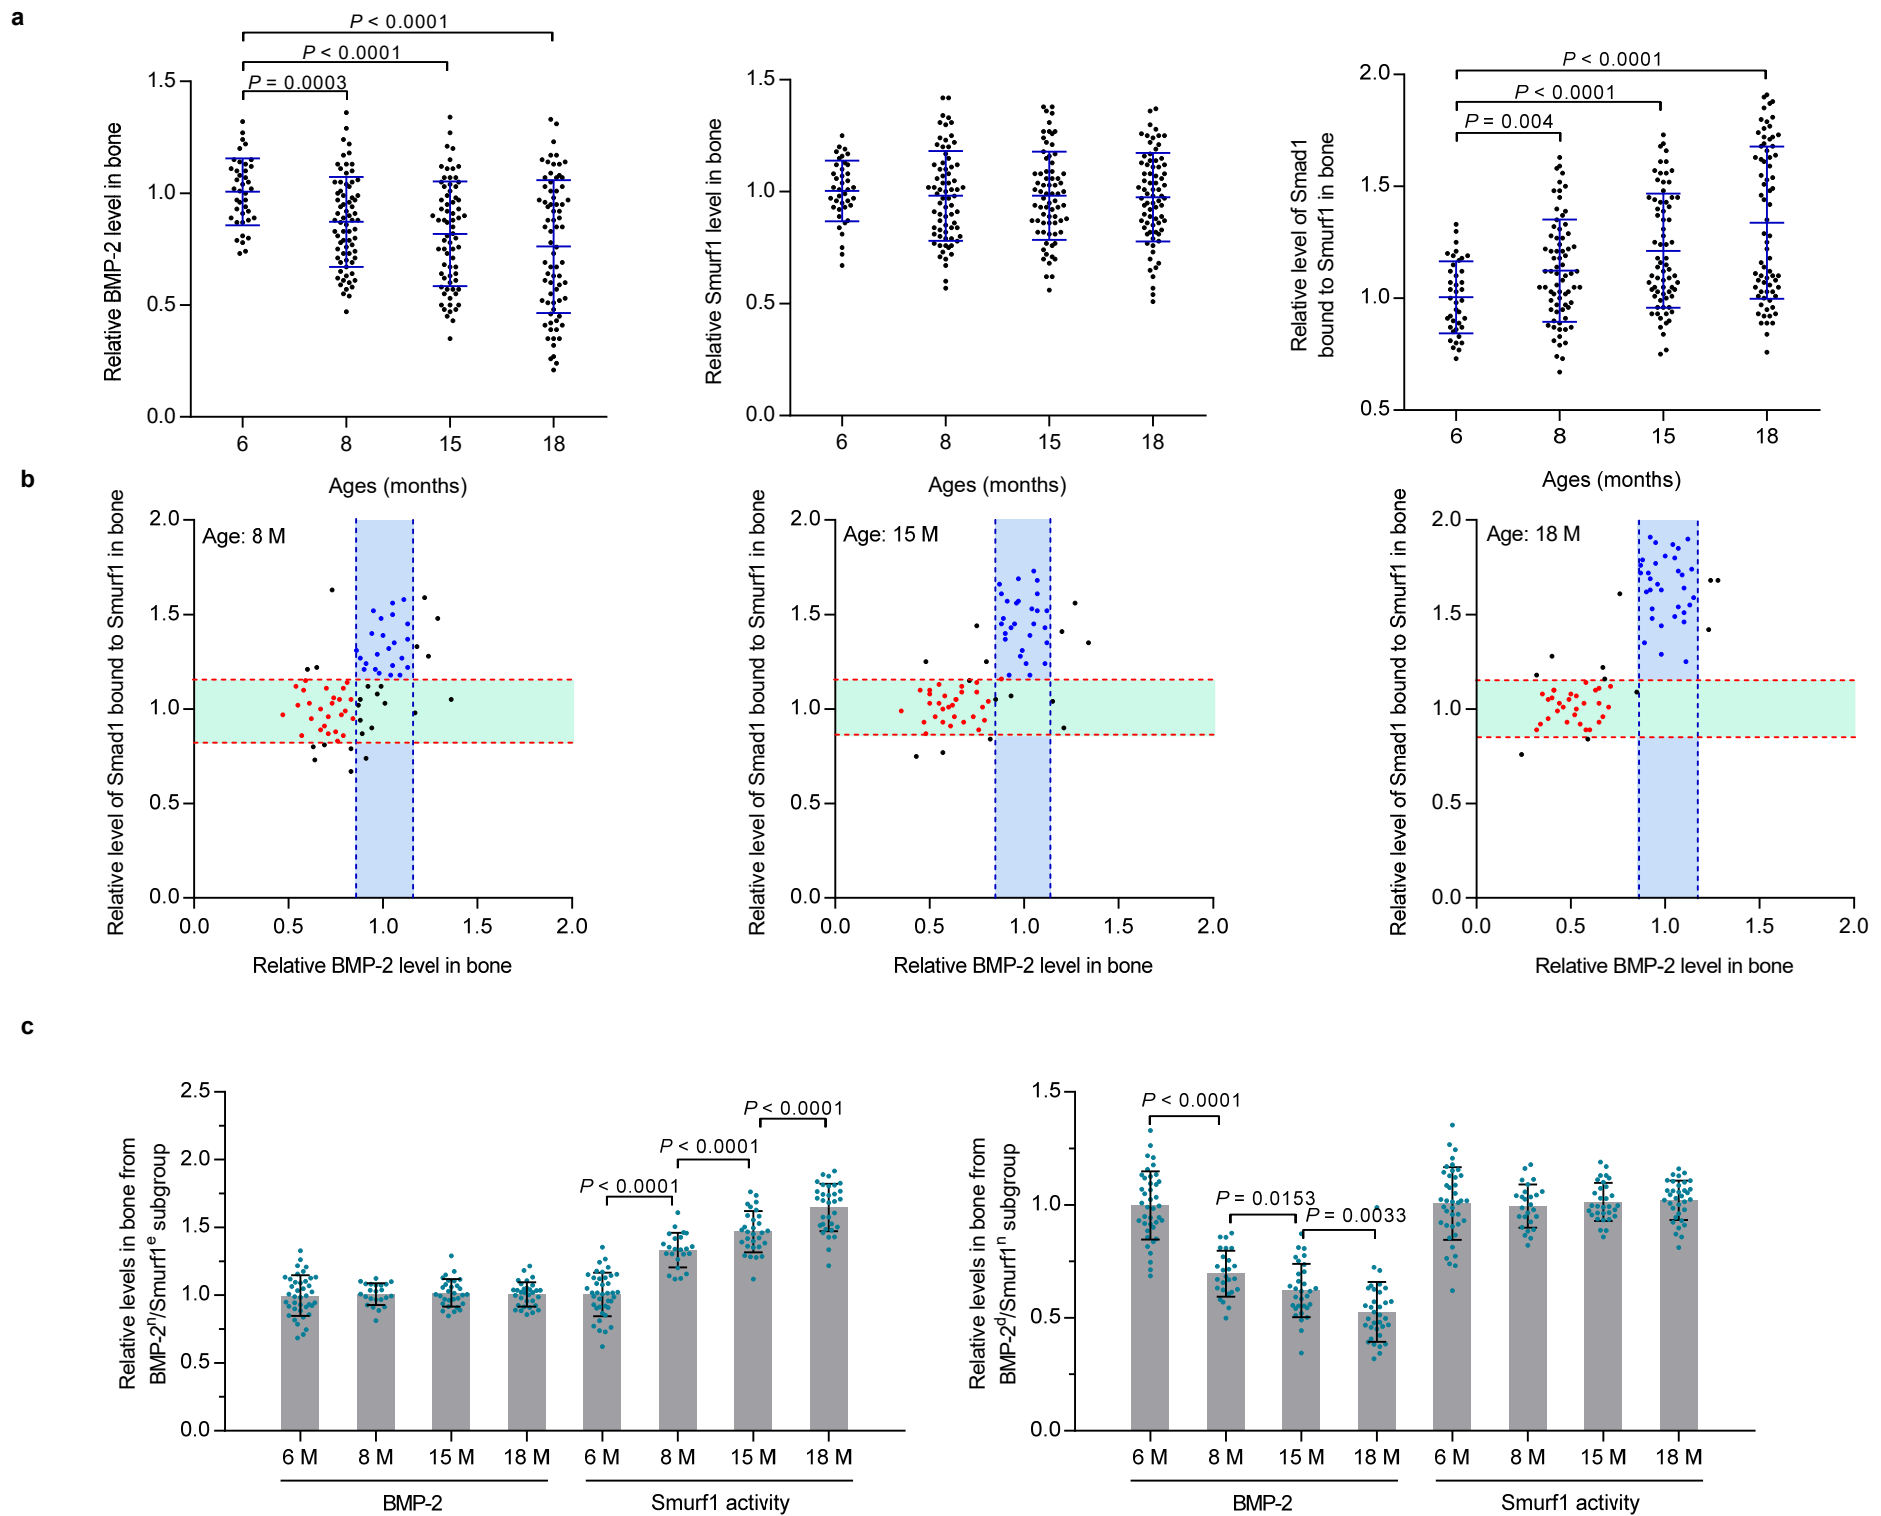 a
P < 0.0001
P < 0.0001
P = 0.0003
1.5
1.0
0.5
0.0
Relative BMP-2 level in bone
6
8
15
18
Ages (months)
1.5
1.0
0.5
0.0
Relative Smurf1 level in bone
6
8
15
18
Ages (months)
P < 0.0001
P < 0.0001
P = 0.004
2.0
1.5
1.0
0.5
Relative level of Smad1
bound to Smurf1 in bone
6
8
15
18
Ages (months)
b
Age: 8 M
2.0
1.5
1.0
0.5
0.0
Relative level of Smad1 bound to Smurf1 in bone
0.0
0.5
1.0
1.5
2.0
Relative BMP-2 level in bone
Age: 15 M
2.0
1.5
1.0
0.5
0.0
Relative level of Smad1 bound to Smurf1 in bone
0.0
0.5
1.0
1.5
2.0
Relative BMP-2 level in bone
Age: 18 M
2.0
1.5
1.0
0.5
0.0
Relative level of Smad1 bound to Smurf1 in bone
0.0
0.5
1.0
1.5
2.0
Relative BMP-2 level in bone
c
2.5
2.0
1.5
1.0
0.5
0.0
Relative levels in bone from
BMP-2ⁿ/Smurf1ᵉ subgroup
P < 0.0001
P < 0.0001
P < 0.0001
6 M
8 M
15 M
18 M
6 M
8 M
15 M
18 M
BMP-2
Smurf1 activity
1.5
1.0
0.5
0.0
Relative levels in bone from
BMP-2ᵈ/Smurf1ⁿ subgroup
P < 0.0001
P = 0.0153
P = 0.0033
6 M
8 M
15 M
18 M
6 M
8 M
15 M
18 M
BMP-2
Smurf1 activity